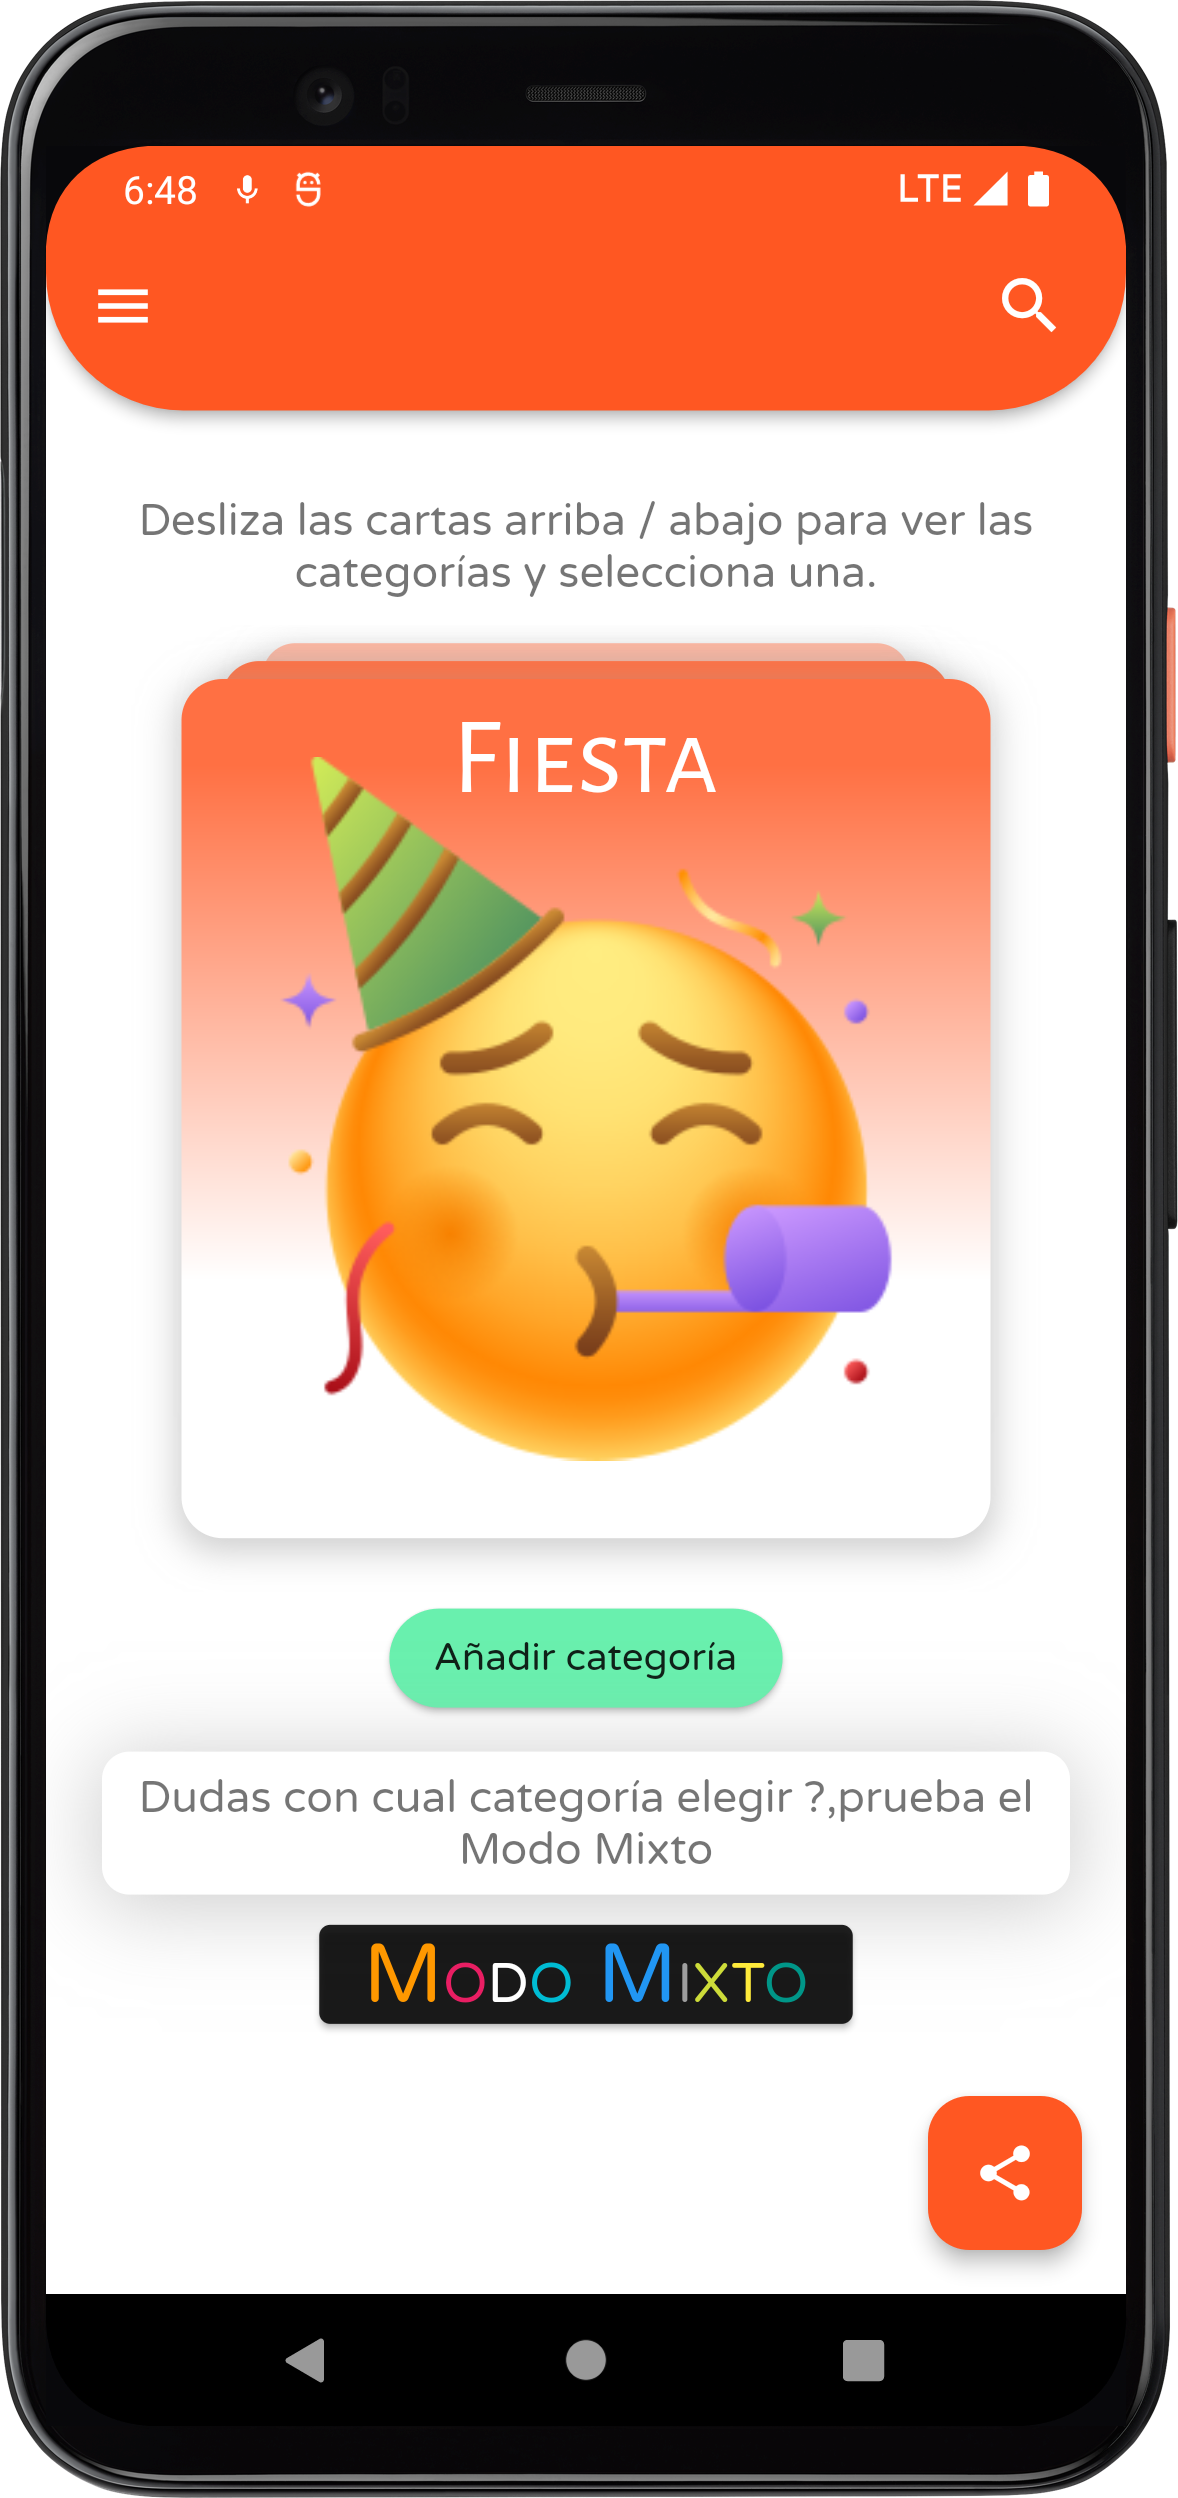 6:48 LTE
Desliza las cartas arriba / abajo para ver las
categorías y selecciona una.
Fiesta
Añadir categoría
Dudas con cual categoría elegir ?,prueba el
Modo Mixto
Modo Mixto